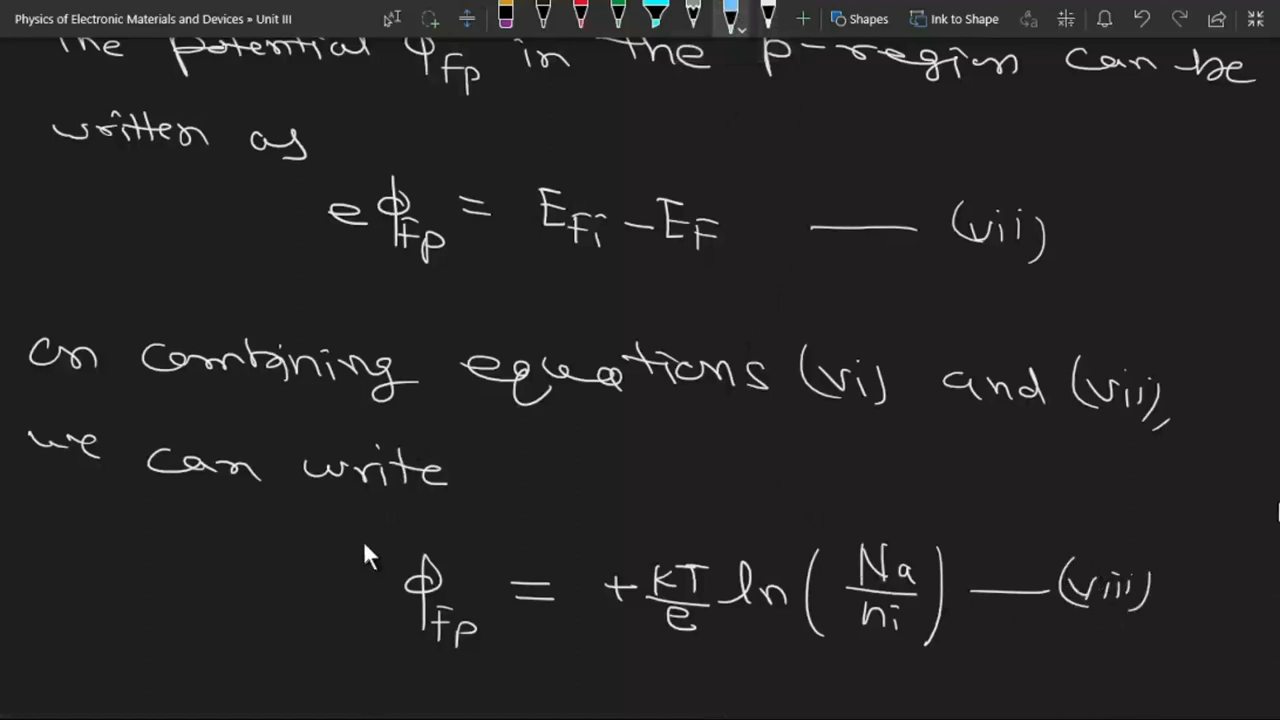 Physics of Electronic Materials and Devices » Unit III
Shapes
Ink to Shape
The potential ϕFp in the p-region can be
written as
eϕFp = EFi - EF —— (vii)
on combining equations (vi) and (vii),
we can write
ϕFp = + KT/e ln (Na/ni) —— (viii)